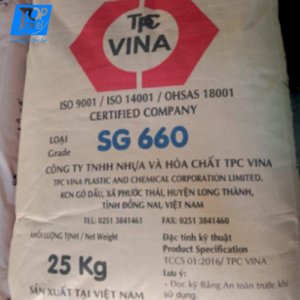 TOP
TPC
VINA
ISO 9001 / ISO 14001 / OHSAS 18001
CERTIFIED COMPANY
LOẠI
Grade
SG 660
CÔNG TY TNHH NHỰA VÀ HÓA CHẤT TPC VINA
TPC VINA PLASTIC AND CHEMICAL CORPORATION LIMITED,
KCN GÒ DẦU, XÃ PHƯỚC THÁI, HUYỆN LONG THÀNH,
TỈNH ĐỒNG NAI, VIỆT NAM
TEL: 0251 3841461 FAX: 0251 3841460
KHỐI LƯỢNG TỊNH / Net Weight
25 Kg
SẢN XUẤT TẠI VIỆT NAM
Đặc tính kỹ thuật
Product Specification
TCCS 01:2016/ TPC VINA
Lưu ý:
- Đọc kỹ Bảng An toàn trước khi
sử dụng.